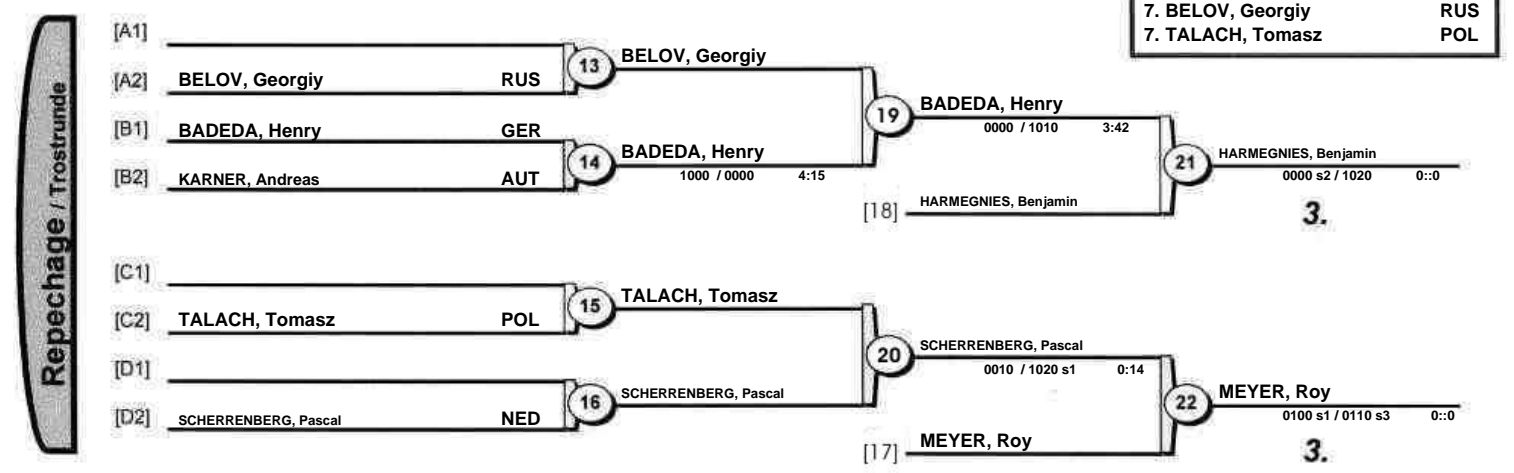 7. BELOV, Georgiy RUS
7. TALACH, Tomasz POL
Repechage / Trostrunde
[A1]
[A2] BELOV, Georgiy RUS
13 BELOV, Georgiy
[B1] BADEDA, Henry GER
[B2] KARNER, Andreas AUT
14 BADEDA, Henry
1000 / 0000 4:15
19 BADEDA, Henry
0000 / 1010 3:42
[18] HARMEGNIES, Benjamin
21 HARMEGNIES, Benjamin
0000 s2 / 1020 0::0
3.
[C1]
[C2] TALACH, Tomasz POL
15 TALACH, Tomasz
[D1]
[D2] SCHERRENBERG, Pascal NED
16 SCHERRENBERG, Pascal
20 SCHERRENBERG, Pascal
0010 / 1020 s1 0:14
[17] MEYER, Roy
22 MEYER, Roy
0100 s1 / 0110 s3 0::0
3.